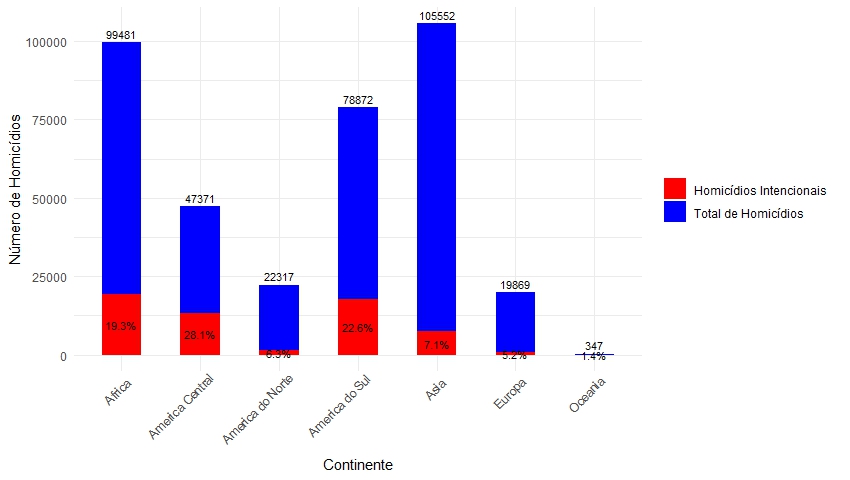 105552
99481
100000
78872
75000
47371
50000
22317
25000
19869
347
0
19.3%
28.1%
6.3%
22.6%
7.1%
5.2%
1.4%
Africa
America Central
America do Norte
America do Sul
Asia
Europa
Oceania
Continente
Número de Homicídios
Homicídios Intencionais
Total de Homicídios